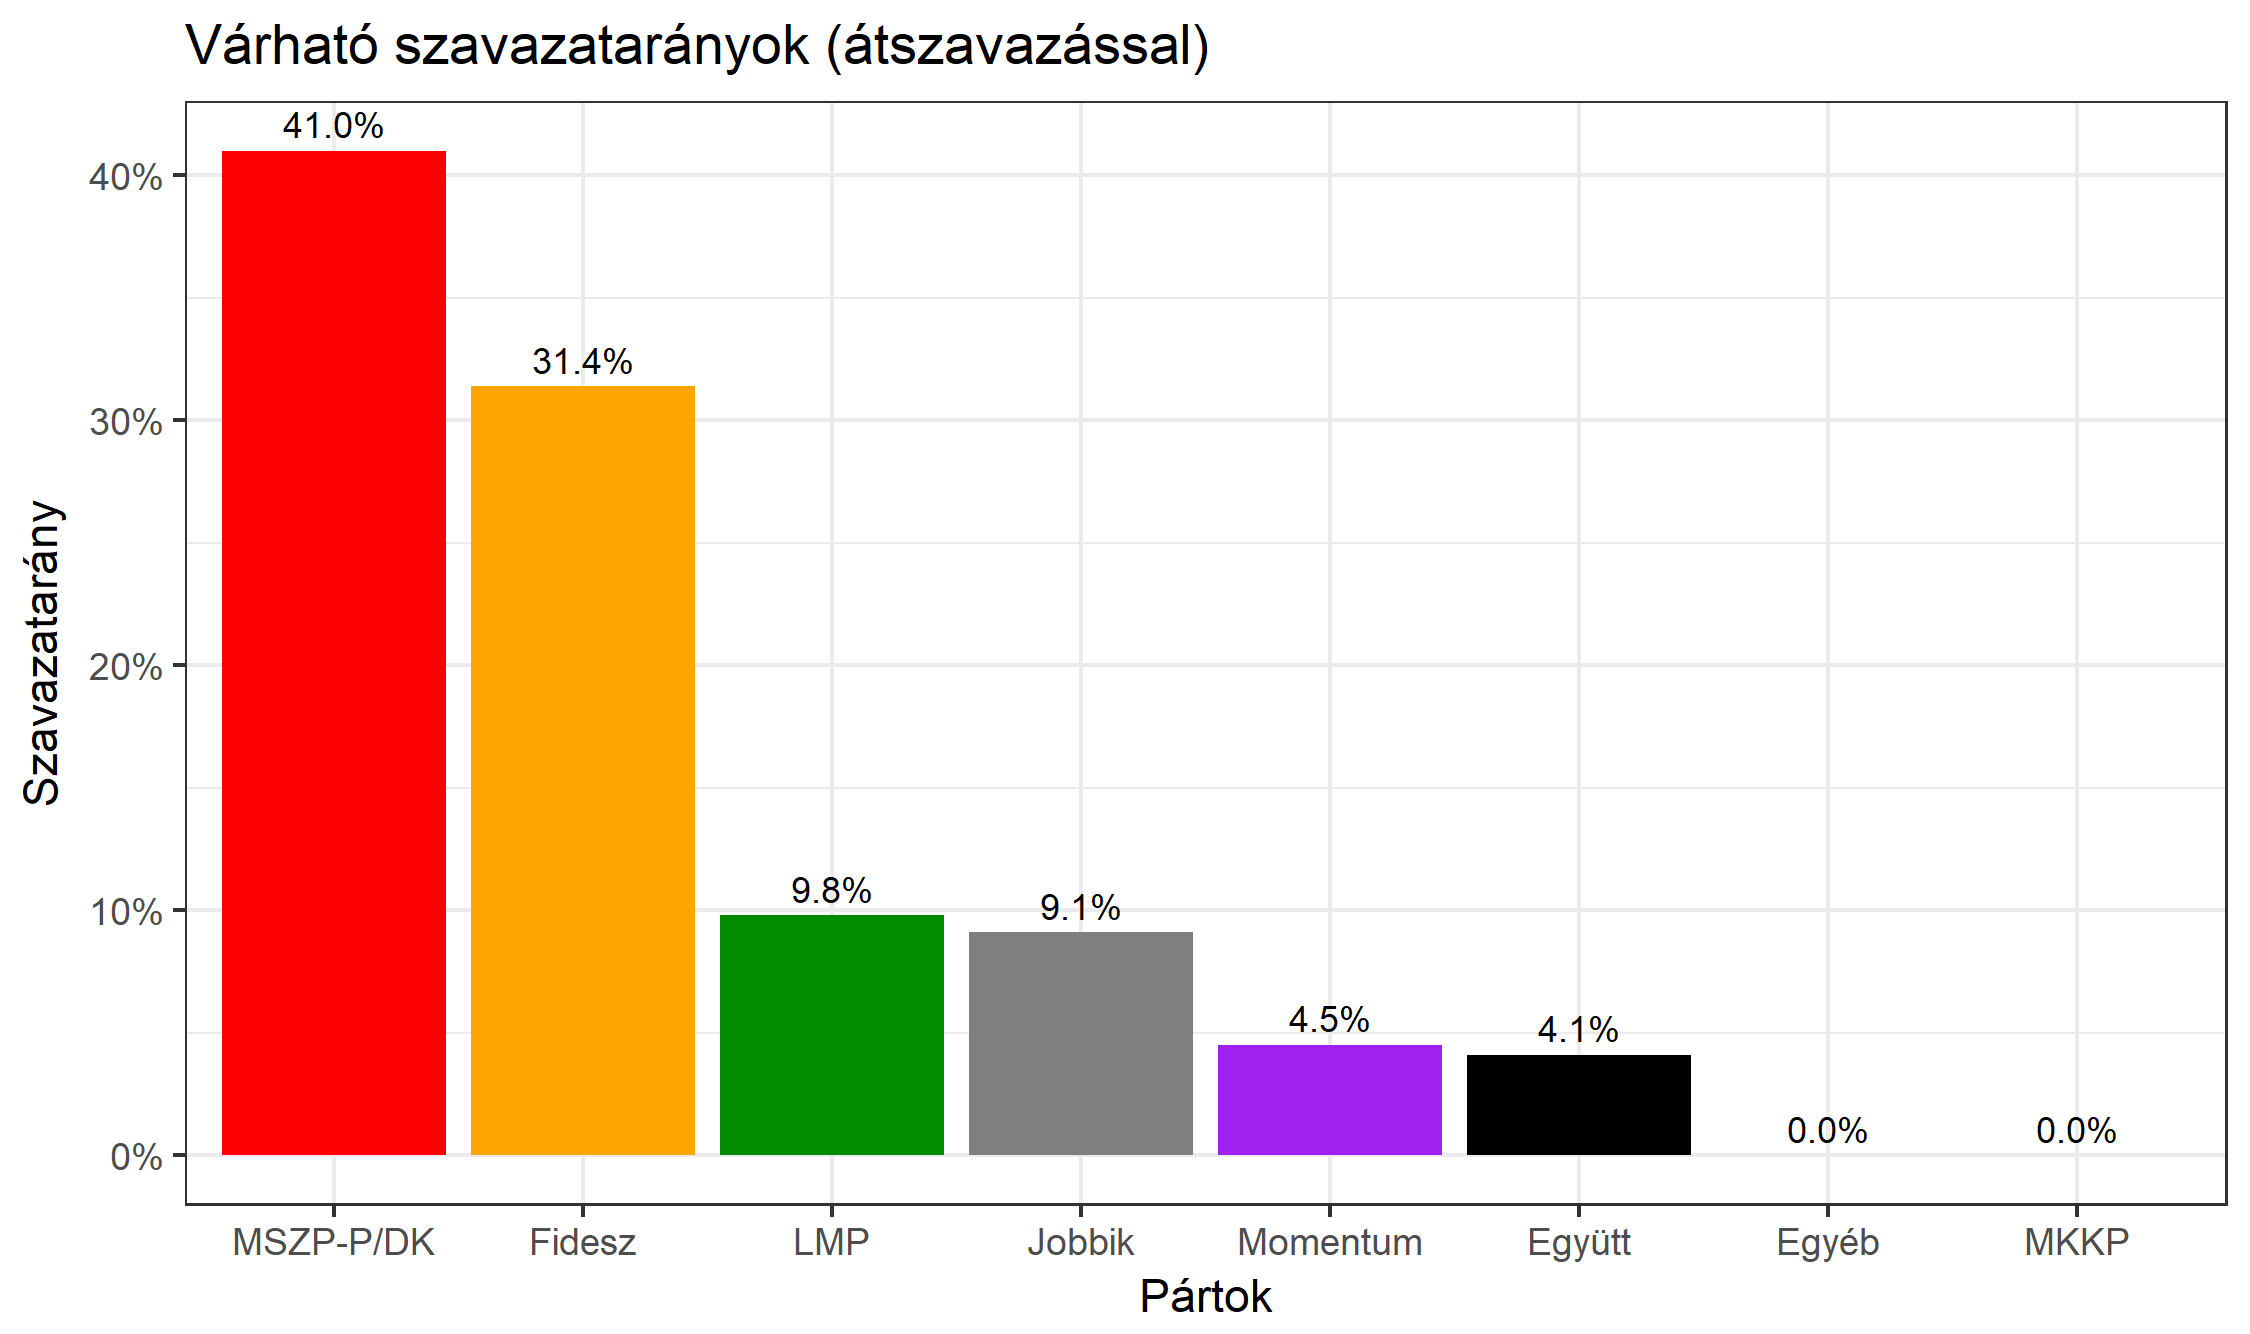 Várható szavazatarányok (átszavazással)
41.0%
31.4%
9.8%
9.1%
4.5%
4.1%
0.0%
0.0%
40%
30%
20%
10%
0%
Szavazatarány
MSZP-P/DK
Fidesz
LMP
Jobbik
Momentum
Együtt
Egyéb
MKKP
Pártok